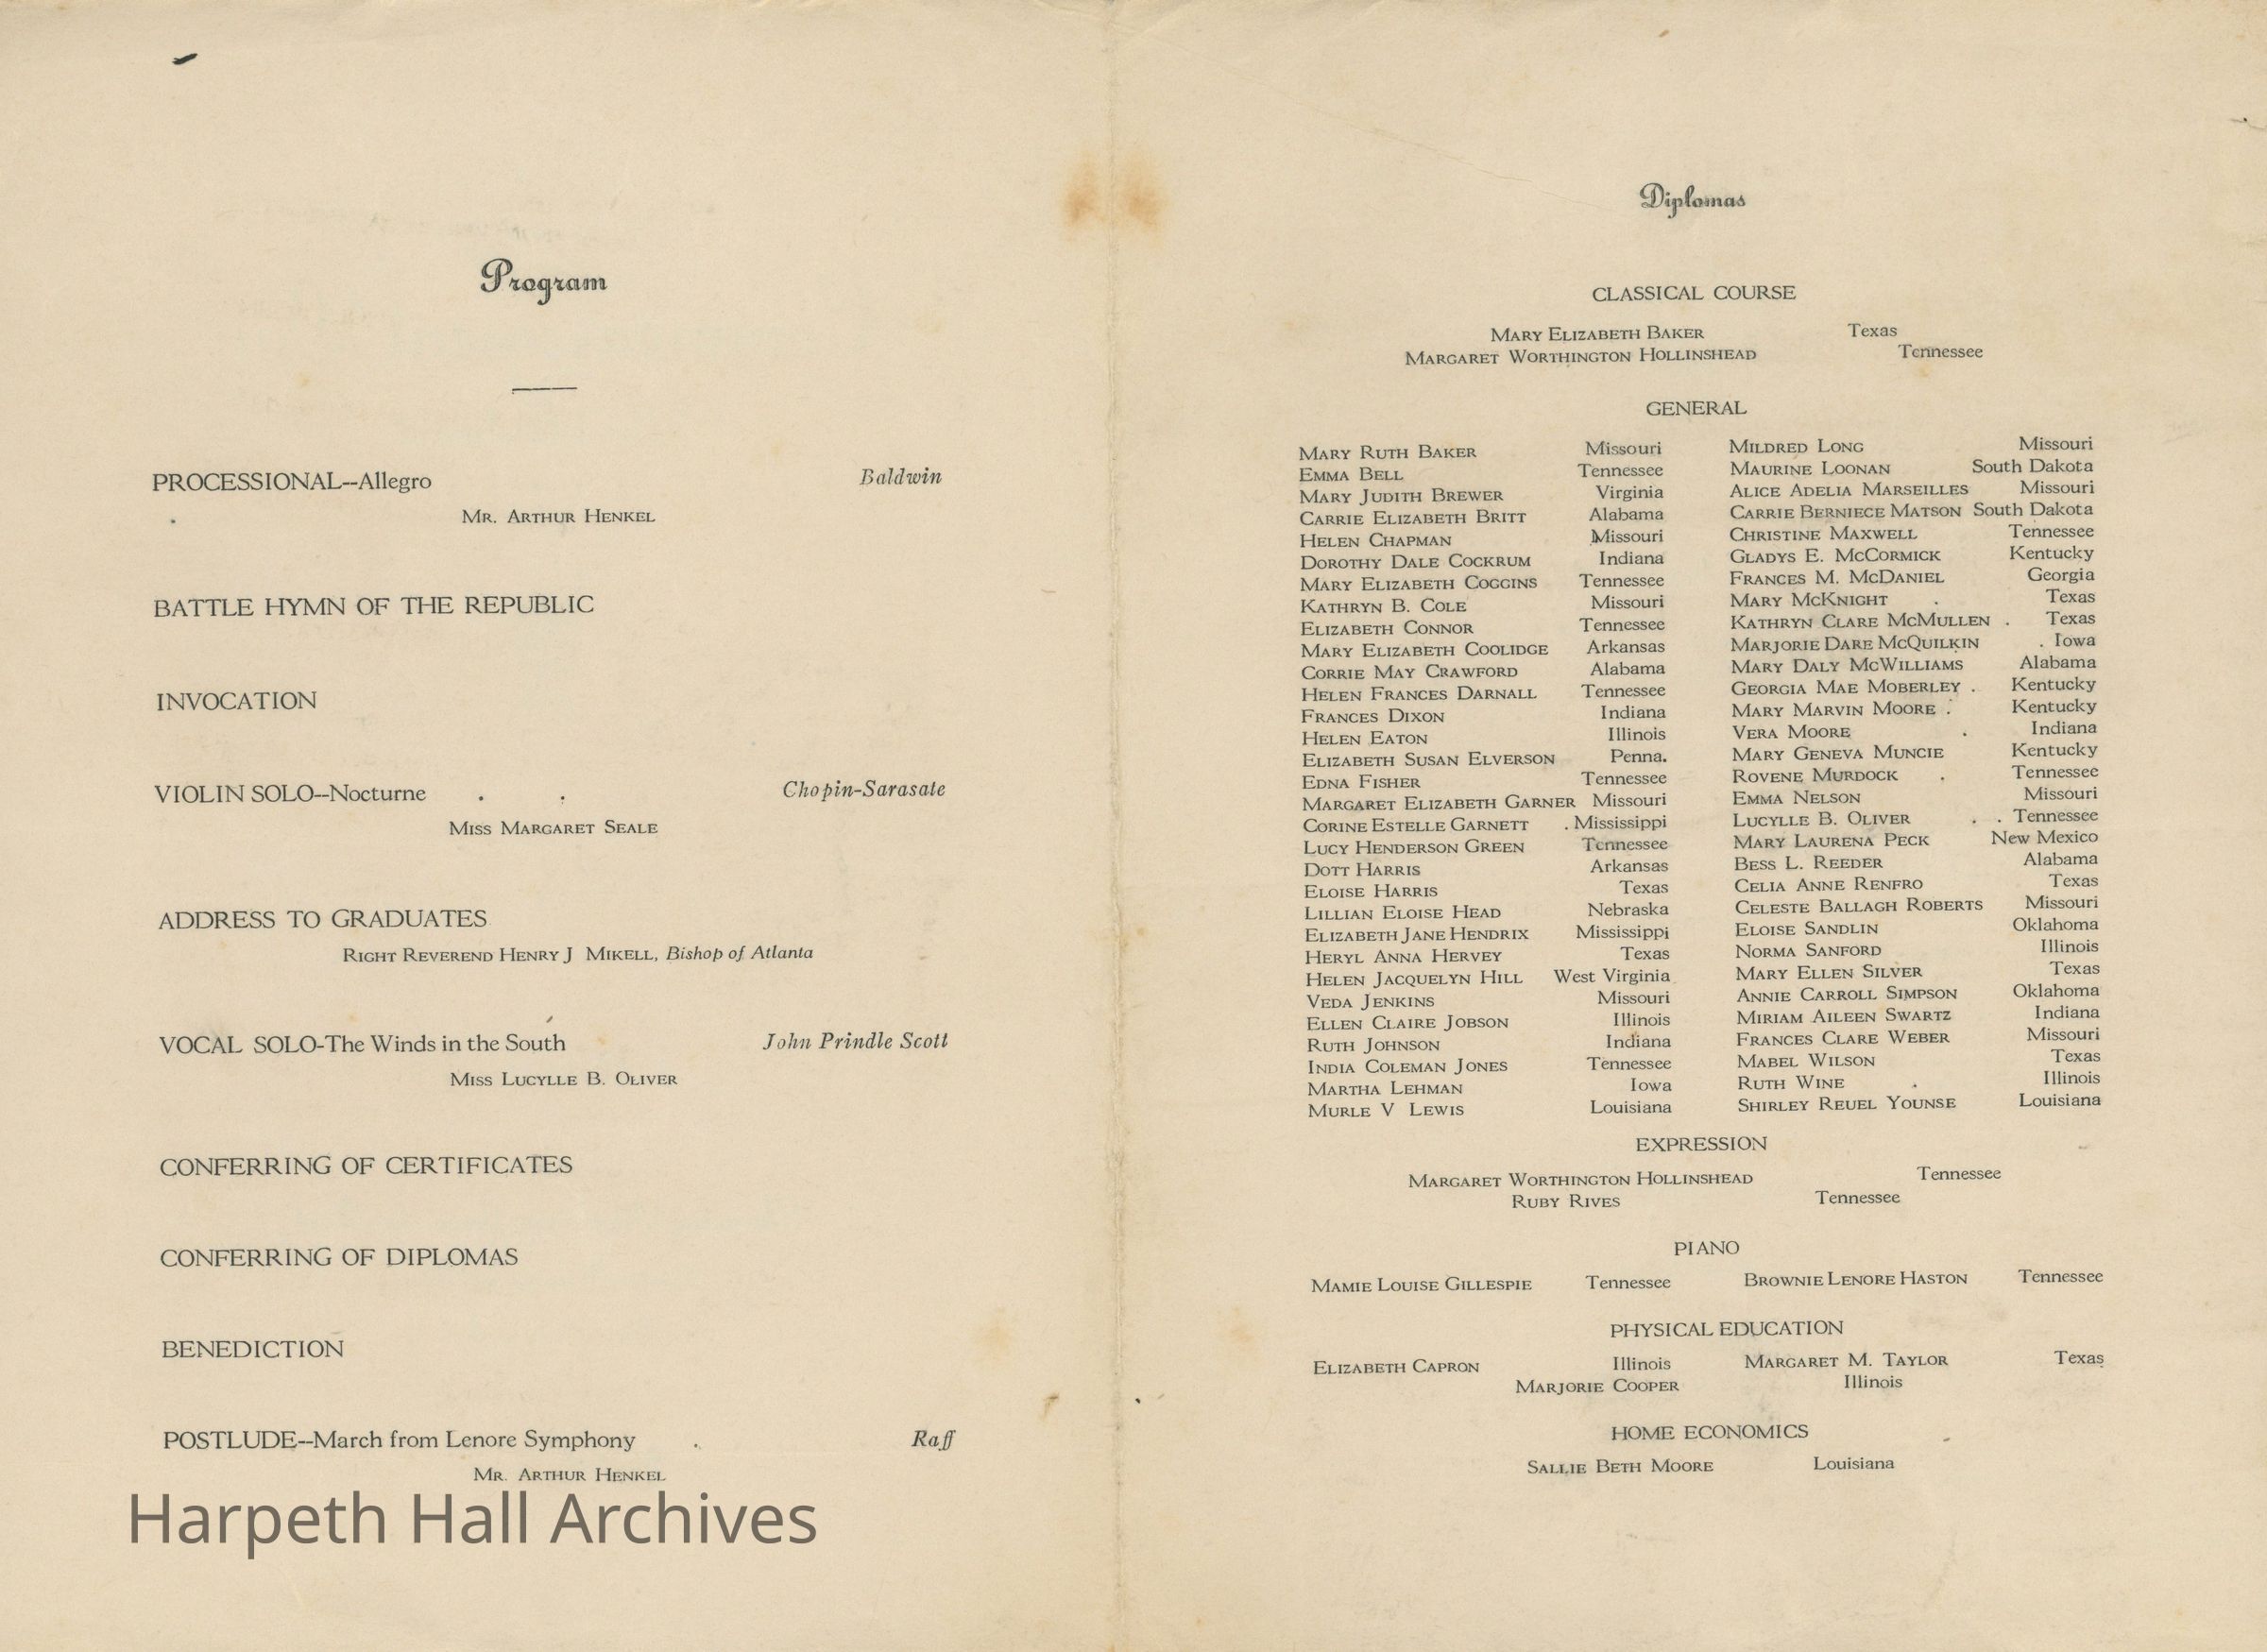 Program
PROCESSIONAL--Allegro Baldwin
Mr. Arthur Henkel
BATTLE HYMN OF THE REPUBLIC
INVOCATION
VIOLIN SOLO--Nocturne . . Chopin-Sarasate
Miss Margaret Seale
ADDRESS TO GRADUATES
Right Reverend Henry J Mikell, Bishop of Atlanta
VOCAL SOLO-The Winds in the South John Prindle Scott
Miss Lucylle B. Oliver
CONFERRING OF CERTIFICATES
CONFERRING OF DIPLOMAS
BENEDICTION
POSTLUDE--March from Lenore Symphony . Raff
Mr. Arthur Henkel
Harpeth Hall Archives
Diplomas
CLASSICAL COURSE
Mary Elizabeth Baker Texas
Margaret Worthington Hollinshead Tennessee
GENERAL
Mary Ruth Baker Missouri
Emma Bell Tennessee
Mary Judith Brewer Virginia
Carrie Elizabeth Britt Alabama
Helen Chapman Missouri
Dorothy Dale Cockrum Indiana
Mary Elizabeth Coggins Tennessee
Kathryn B. Cole Missouri
Elizabeth Connor Tennessee
Mary Elizabeth Coolidge Arkansas
Corrie May Crawford Alabama
Helen Frances Darnall Tennessee
Frances Dixon Indiana
Helen Eaton Illinois
Elizabeth Susan Elverson Penna.
Edna Fisher Tennessee
Margaret Elizabeth Garner Missouri
Corine Estelle Garnett . Mississippi
Lucy Henderson Green Tennessee
Dott Harris Arkansas
Eloise Harris Texas
Lillian Eloise Head Nebraska
Elizabeth Jane Hendrix Mississippi
Heryl Anna Hervey Texas
Helen Jacquelyn Hill West Virginia
Veda Jenkins Missouri
Ellen Claire Jobson Illinois
Ruth Johnson Indiana
India Coleman Jones Tennessee
Martha Lehman Iowa
Murle V Lewis Louisiana
Mildred Long Missouri
Maurine Loonan South Dakota
Alice Adelia Marseilles Missouri
Carrie Berniece Matson South Dakota
Christine Maxwell Tennessee
Gladys E. McCormick Kentucky
Frances M. McDaniel Georgia
Mary McKnight . Texas
Kathryn Clare McMullen . Texas
Marjorie Dare McQuilkin . Iowa
Mary Daly McWilliams Alabama
Georgia Mae Moberley . Kentucky
Mary Marvin Moore . Kentucky
Vera Moore . Indiana
Mary Geneva Muncie Kentucky
Rovene Murdock . Tennessee
Emma Nelson Missouri
Lucylle B. Oliver . . Tennessee
Mary Laurena Peck New Mexico
Bess L. Reeder Alabama
Celia Anne Renfro Texas
Celeste Ballagh Roberts Missouri
Eloise Sandlin Oklahoma
Norma Sanford Illinois
Mary Ellen Silver Texas
Annie Carroll Simpson Oklahoma
Miriam Aileen Swartz Indiana
Frances Clare Weber Missouri
Mabel Wilson Texas
Ruth Wine . Illinois
Shirley Reuel Younse Louisiana
EXPRESSION
Margaret Worthington Hollinshead Tennessee
Ruby Rives Tennessee
PIANO
Mamie Louise Gillespie Tennessee Brownie Lenore Haston Tennessee
PHYSICAL EDUCATION
Elizabeth Capron Illinois Margaret M. Taylor Texas
Marjorie Cooper Illinois
HOME ECONOMICS
Sallie Beth Moore Louisiana